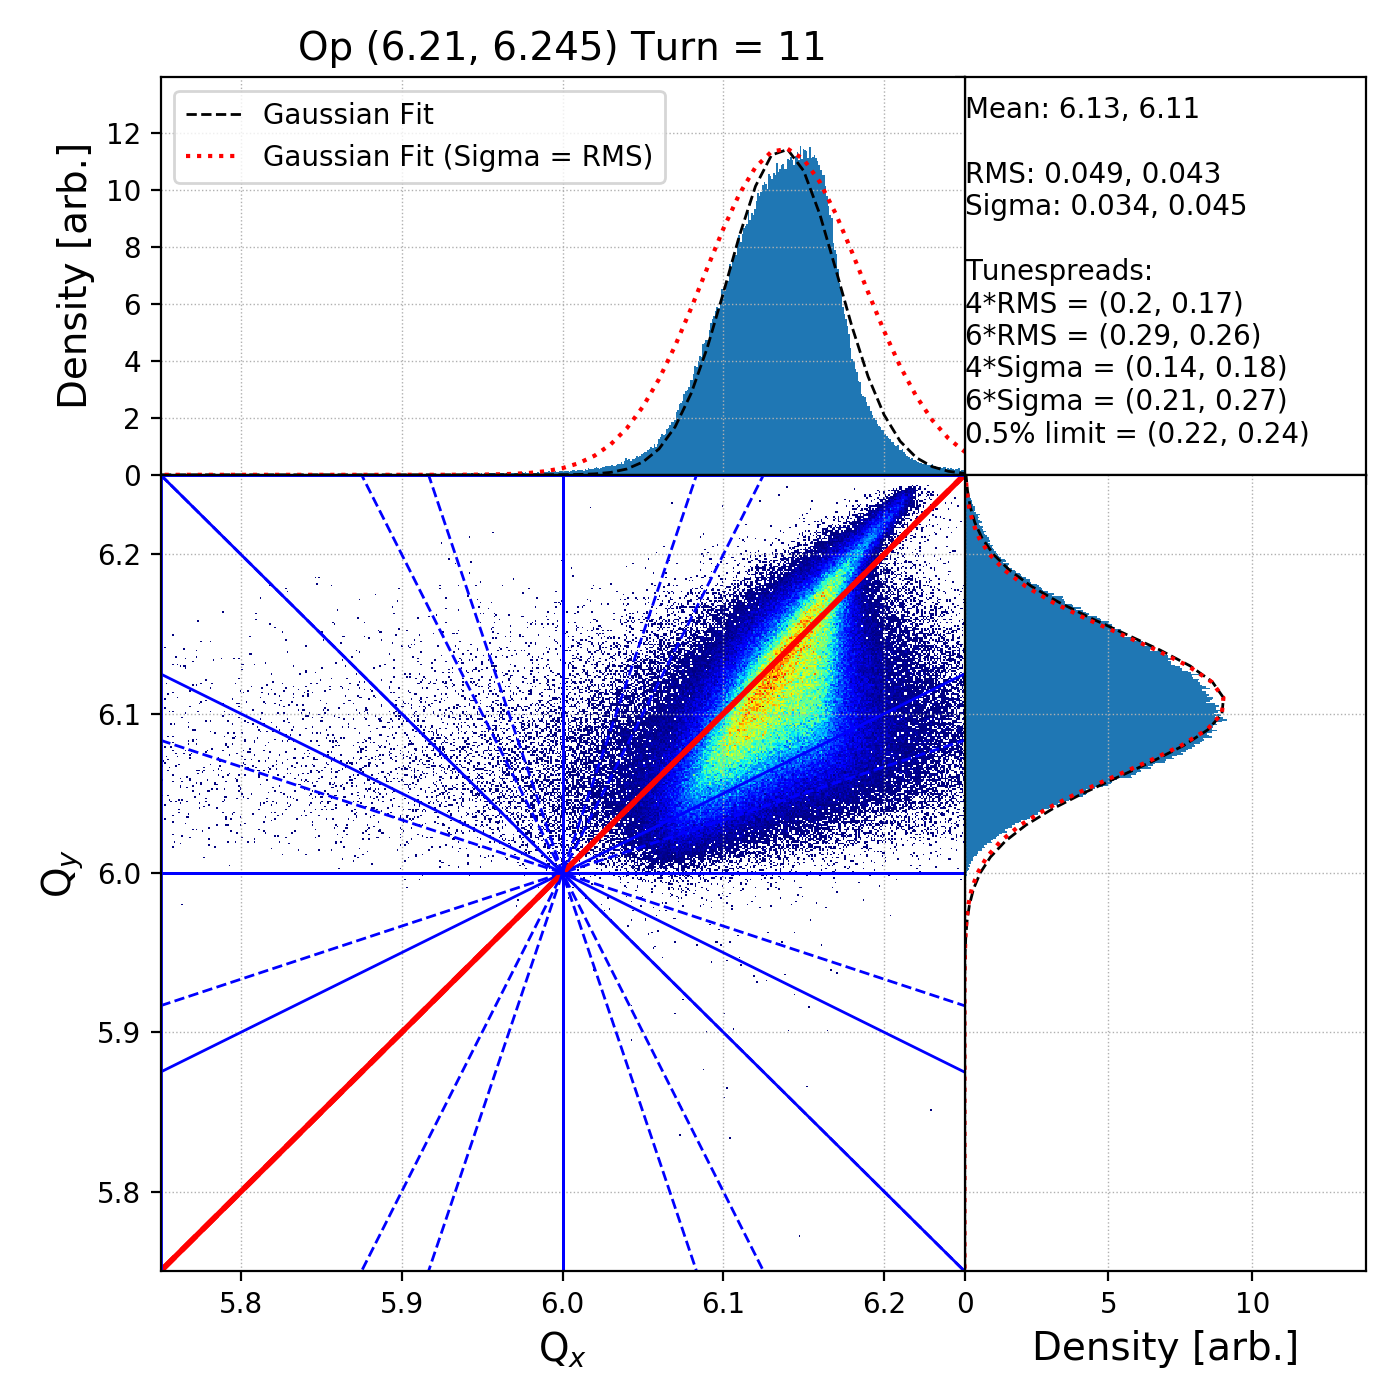 Op (6.21, 6.245) Turn = 11
Gaussian Fit
Gaussian Fit (Sigma = RMS)
Density [arb.]
12
10
8
6
4
2
0
Mean: 6.13, 6.11
RMS: 0.049, 0.043
Sigma: 0.034, 0.045
Tunespreads:
4*RMS = (0.2, 0.17)
6*RMS = (0.29, 0.26)
4*Sigma = (0.14, 0.18)
6*Sigma = (0.21, 0.27)
0.5% limit = (0.22, 0.24)
Qy
6.2
6.1
6.0
5.9
5.8
5.8 5.9 6.0 6.1 6.2
Qx
0 5 10
Density [arb.]